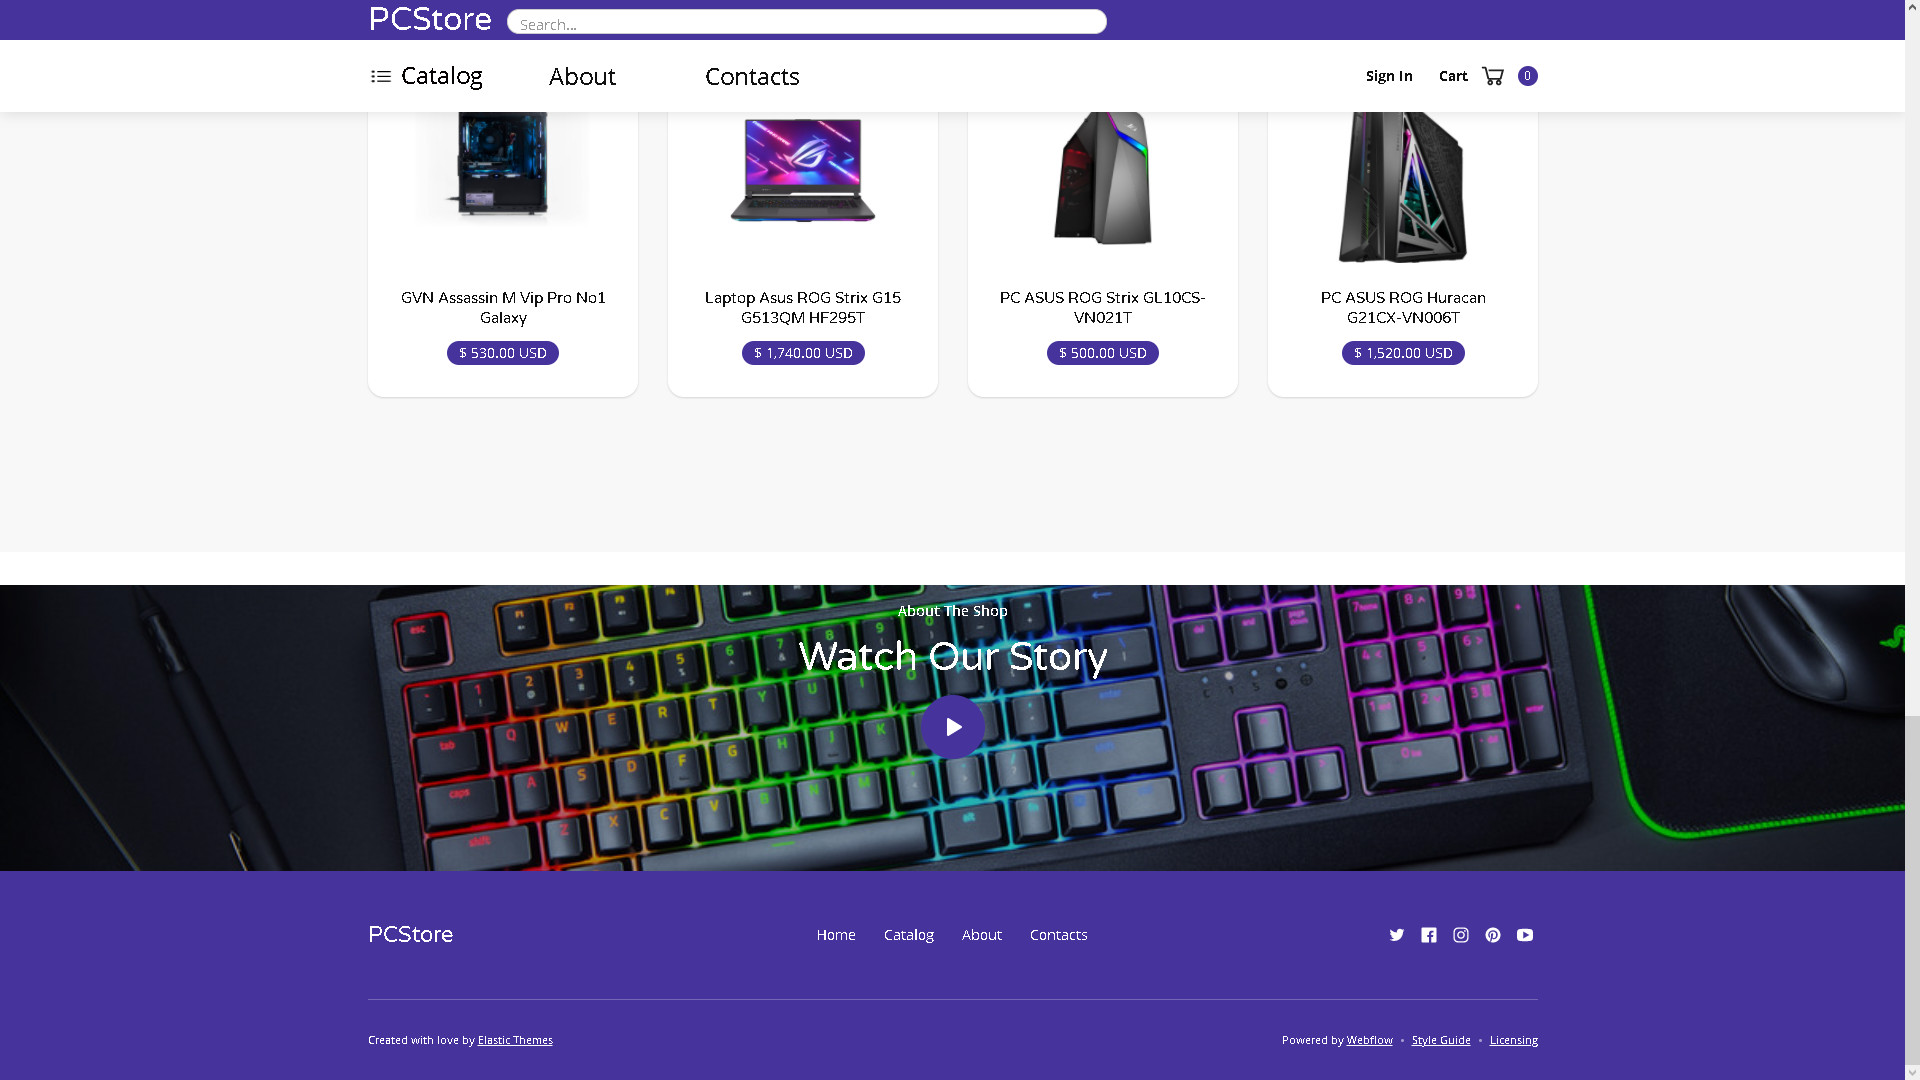 PCStore
Search...
Catalog
About
Contacts
Sign In
Cart
0
GVN Assassin M Vip Pro No1
Galaxy
$ 530.00 USD
Laptop Asus ROG Strix G15
G513QM HF295T
$ 1,740.00 USD
PC ASUS ROG Strix GL10CS-
VN021T
$ 500.00 USD
PC ASUS ROG Huracan
G21CX-VN006T
$ 1,520.00 USD
About The Shop
Watch Our Story
PCStore
Home
Catalog
About
Contacts
Created with love by Elastic Themes
Powered by Webflow • Style Guide • Licensing